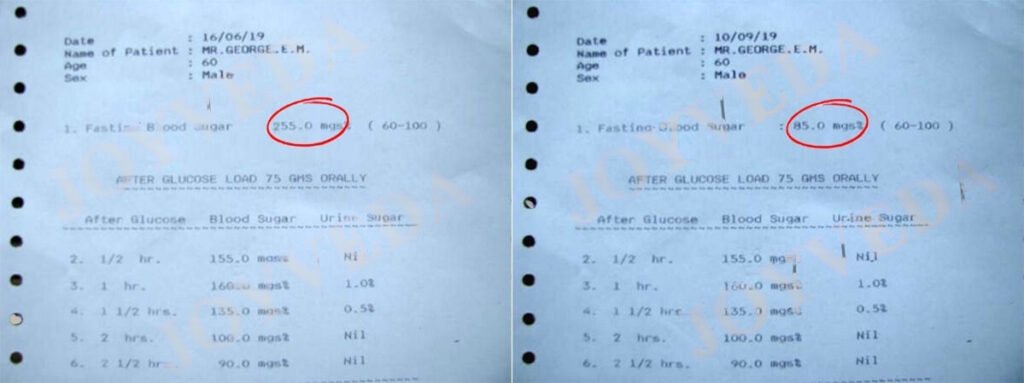 Date : 16/06/19
Name of Patient : MR.GEORGE.E.M.
Age : 60
Sex : Male
1. Fasting Blood Sugar 255.0 mgs% ( 60-100 )
AFTER GLUCOSE LOAD 75 GMS ORALLY
After Glucose Blood Sugar Urine Sugar
2. 1/2 hr. 155.0 mgs% Ni
3. 1 hr. 160.0 mgs% 1.0%
4. 1 1/2 hrs. 135.0 mgs% 0.5%
5. 2 hrs. 100.0 mgs% Nil
6. 2 1/2 hrs. 90.0 mgs% Nil
JOYVEDA
JOYVEDA
Date : 10/09/19
Name of Patient : MR.GEORGE.E.M.
Age : 60
Sex : Male
1. Fasting Blood Sugar : 85.0 mgs% ( 60-100 )
AFTER GLUCOSE LOAD 75 GMS ORALLY
After Glucose Blood Sugar Urine Sugar
2. 1/2 hr. 155.0 mg Nil
3. 1 hr. 160.0 mgs% 1.0%
4. 1 1/2 hrs. 135.0 mgs% 0.5%
5. 2 hrs. 100.0 mgs% Nil
6. 2 1/2 hrs. 90.0 mgs% Nil
JOYVEDA
JOYVEDA